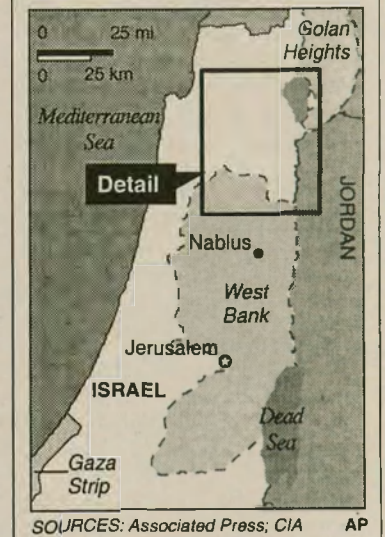 0 25 mi
0 25 km
Golan
Heights
Mediterranean
Sea
Detail
JORDAN
Nablus
West
Bank
Jerusalem
ISRAEL
Dead
Sea
Gaza
Strip
SOURCES: Associated Press; CIA AP